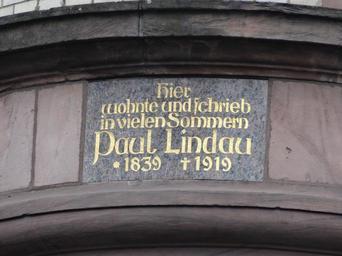 hier
wohnte und schrieb
in vielen Sommern
Paul Lindau
* 1839 † 1919